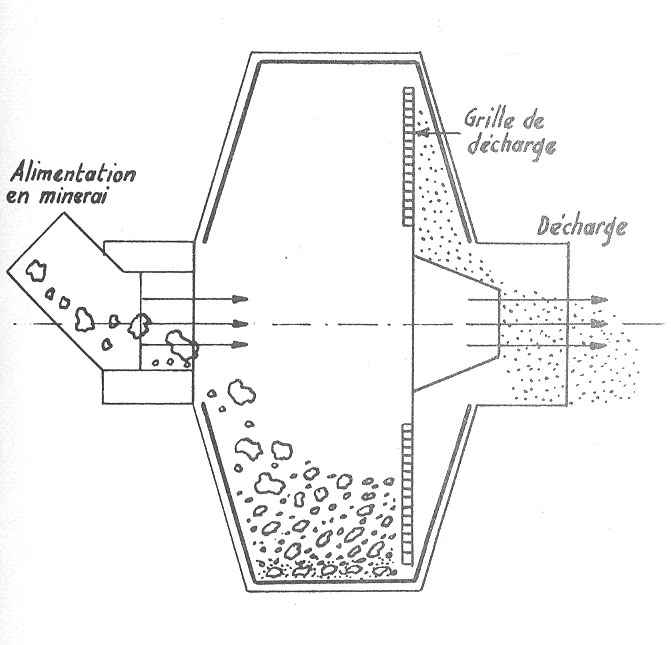 Alimentation
en minerai
Grille de
décharge
Décharge